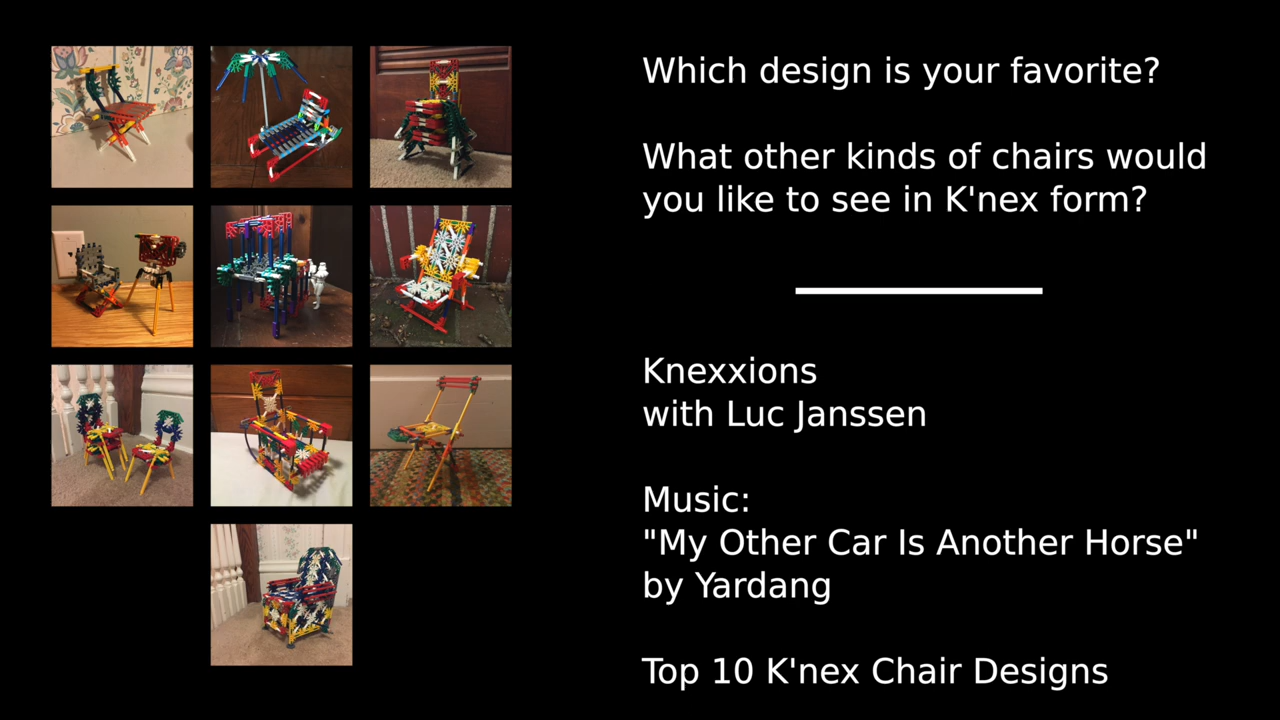 Which design is your favorite?
What other kinds of chairs would
you like to see in K'nex form?
Knexxions
with Luc Janssen
Music:
"My Other Car Is Another Horse"
by Yardang
Top 10 K'nex Chair Designs